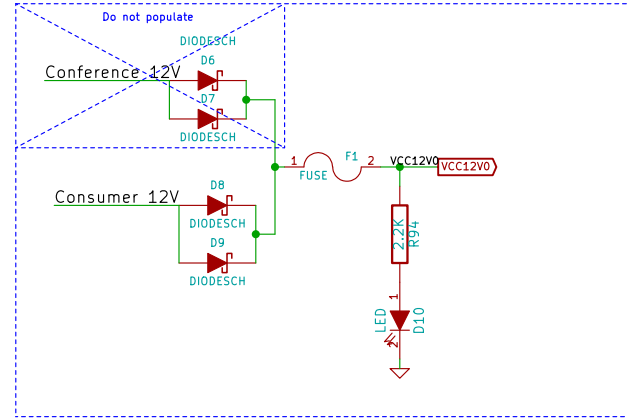 Do not populate
DIODESCH
D6
Conference 12V
D7
DIODESCH
1
F1
2
VCC12V0
VCC12V0
FUSE
D8
Consumer 12V
DIODESCH
D9
DIODESCH
2.2K
R94
1
LED
D10
2